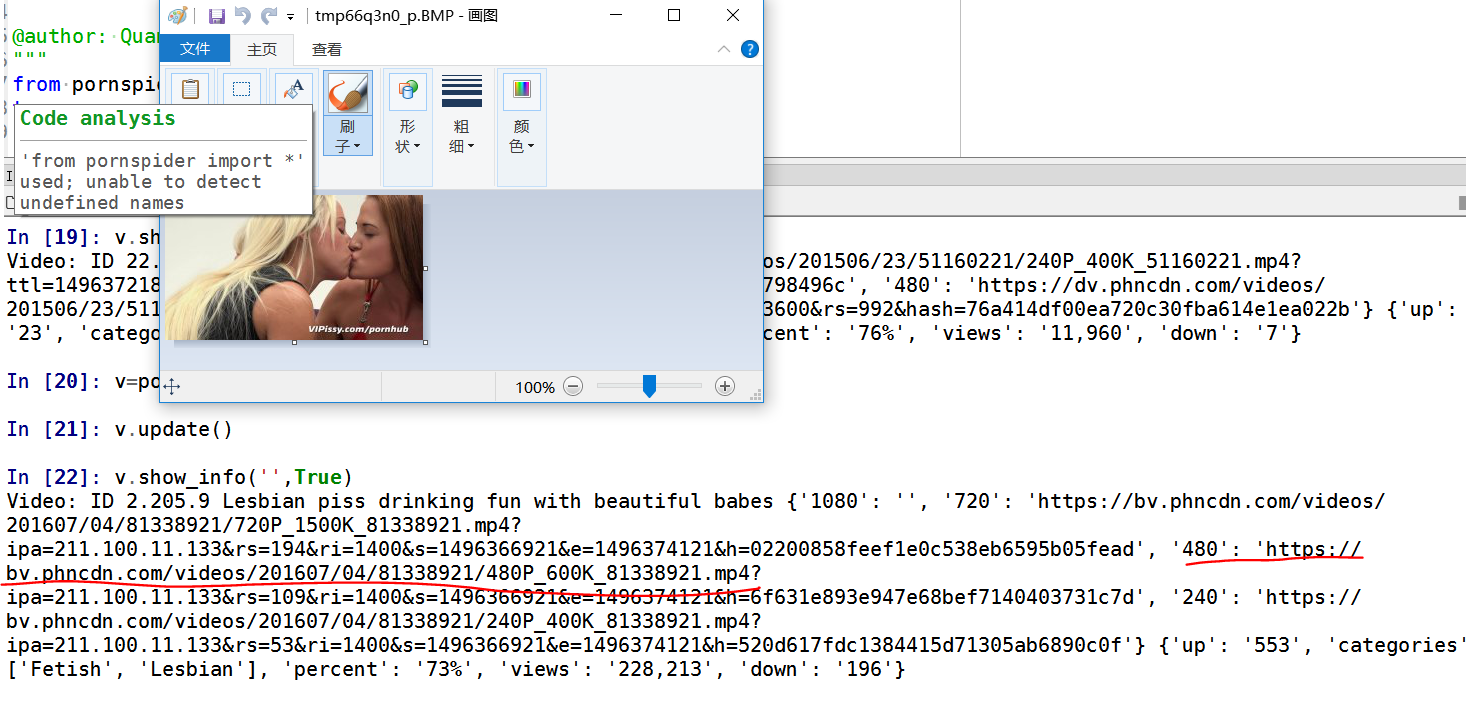 tmp66q3n0_p.BMP - 画图
文件 主页 查看
@author: Quan
"""
from pornspi
Code analysis
'from pornspider import *'
used; unable to detect
undefined names
刷
子
形
状
粗
细
颜
色
VIPissy.com/pornhub
100%
In [19]: v.sh
Video: ID 22. os/201506/23/51160221/240P_400K_51160221.mp4?
ttl=149637218 798496c', '480': 'https://dv.phncdn.com/videos/
201506/23/511 3600&rs=992&hash=76a414df00ea720c30fba614e1ea022b'} {'up':
'23', 'catego cent': '76%', 'views': '11,960', 'down': '7'}
In [20]: v=po
In [21]: v.update()
In [22]: v.show_info('',True)
Video: ID 2.205.9 Lesbian piss drinking fun with beautiful babes {'1080': '', '720': 'https://bv.phncdn.com/videos/
201607/04/81338921/720P_1500K_81338921.mp4?
ipa=211.100.11.133&rs=194&ri=1400&s=1496366921&e=1496374121&h=02200858feef1e0c538eb6595b05fead', '480': 'https://
bv.phncdn.com/videos/201607/04/81338921/480P_600K_81338921.mp4?
ipa=211.100.11.133&rs=109&ri=1400&s=1496366921&e=1496374121&h=6f631e893e947e68bef7140403731c7d', '240': 'https://
bv.phncdn.com/videos/201607/04/81338921/240P_400K_81338921.mp4?
ipa=211.100.11.133&rs=53&ri=1400&s=1496366921&e=1496374121&h=520d617fdc1384415d71305ab6890c0f'} {'up': '553', 'categories'
['Fetish', 'Lesbian'], 'percent': '73%', 'views': '228,213', 'down': '196'}